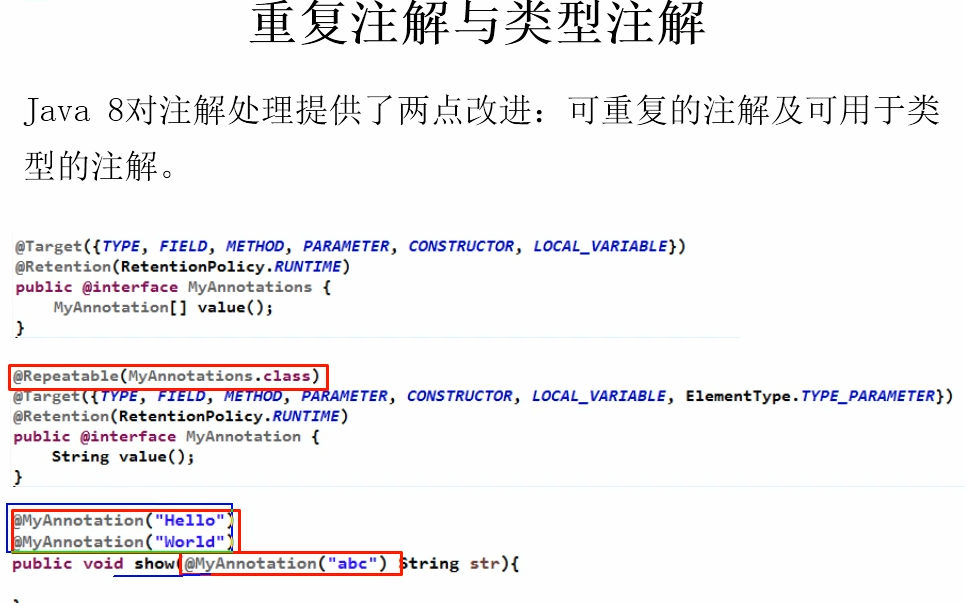 重复注解与类型注解
Java 8对注解处理提供了两点改进：可重复的注解及可用于类
型的注解。
@Target({TYPE, FIELD, METHOD, PARAMETER, CONSTRUCTOR, LOCAL_VARIABLE})
@Retention(RetentionPolicy.RUNTIME)
public @interface MyAnnotations {
    MyAnnotation[] value();
}
@Repeatable(MyAnnotations.class)
@Target({TYPE, FIELD, METHOD, PARAMETER, CONSTRUCTOR, LOCAL_VARIABLE, ElementType.TYPE_PARAMETER})
@Retention(RetentionPolicy.RUNTIME)
public @interface MyAnnotation {
    String value();
}
@MyAnnotation("Hello")
@MyAnnotation("World")
public void show(@MyAnnotation("abc") String str){
}